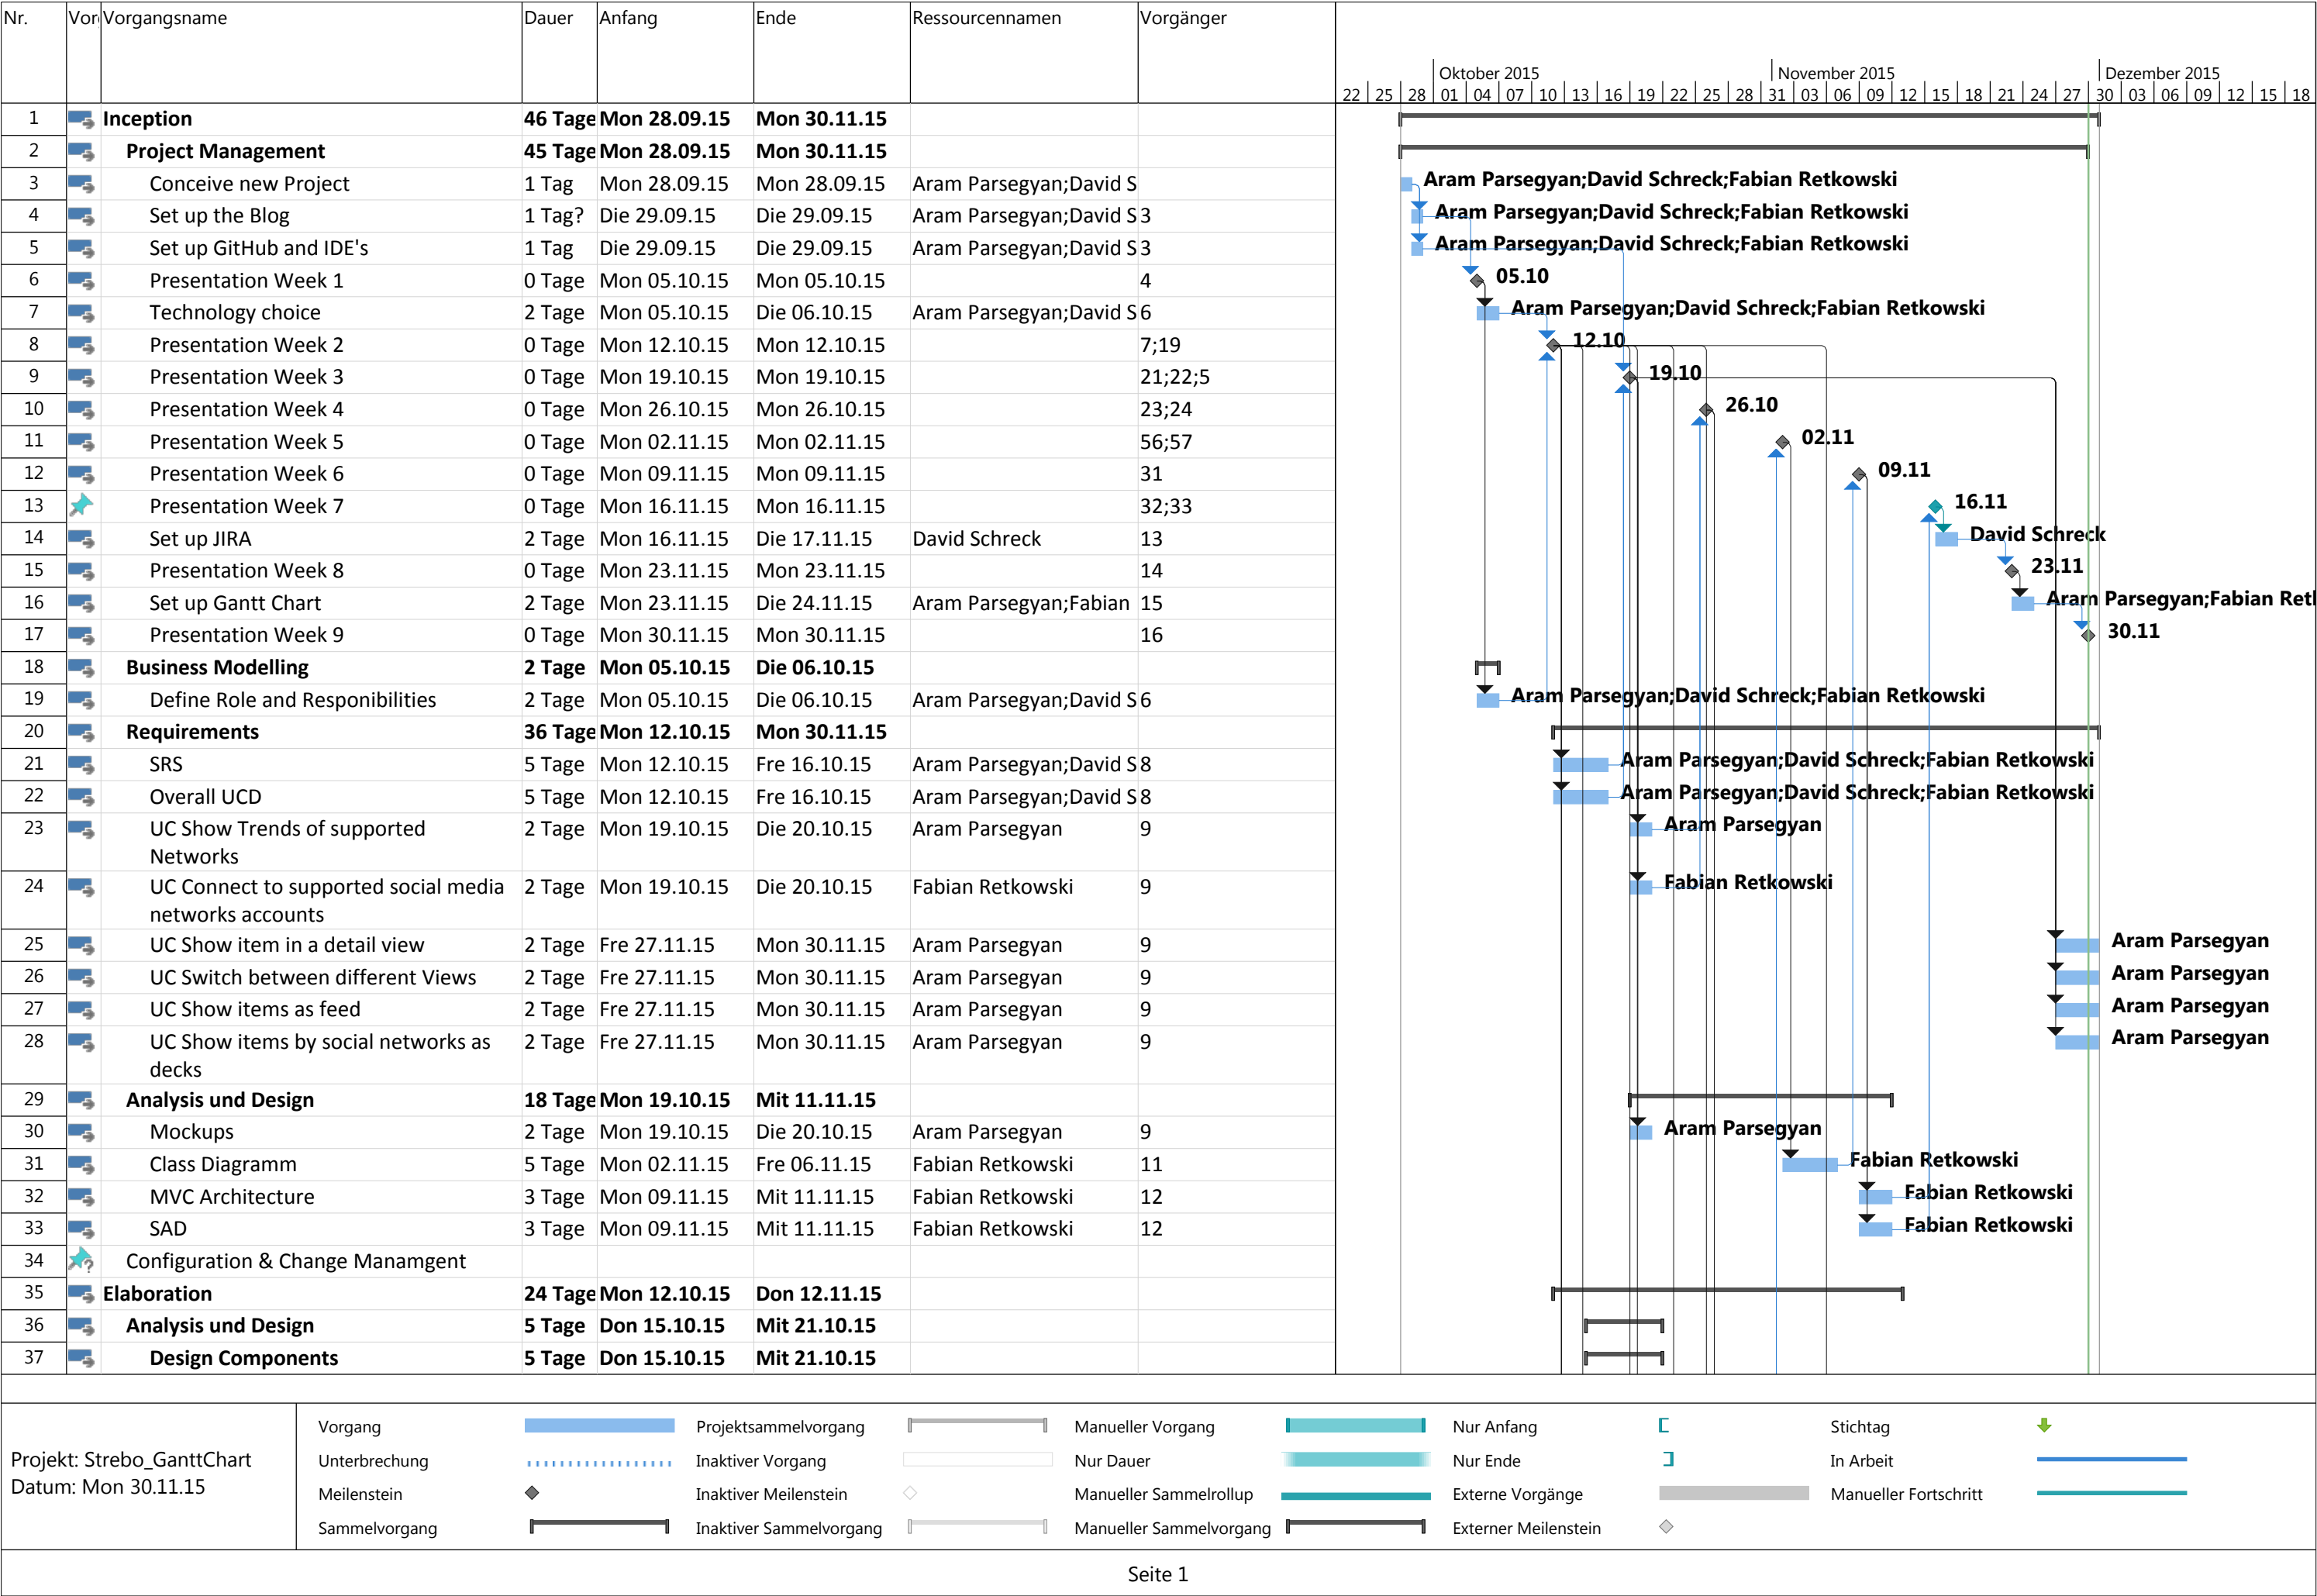 Nr. Vor Vorgangsname Dauer Anfang Ende Ressourcennamen Vorgänger
Oktober 2015 November 2015 Dezember 2015
22 25 28 01 04 07 10 13 16 19 22 25 28 31 03 06 09 12 15 18 21 24 27 30 03 06 09 12 15 18
1 Inception 46 Tage Mon 28.09.15 Mon 30.11.15
2 Project Management 45 Tage Mon 28.09.15 Mon 30.11.15
3 Conceive new Project 1 Tag Mon 28.09.15 Mon 28.09.15 Aram Parsegyan;David S Aram Parsegyan;David Schreck;Fabian Retkowski
4 Set up the Blog 1 Tag? Die 29.09.15 Die 29.09.15 Aram Parsegyan;David S 3 Aram Parsegyan;David Schreck;Fabian Retkowski
5 Set up GitHub and IDE's 1 Tag Die 29.09.15 Die 29.09.15 Aram Parsegyan;David S 3 Aram Parsegyan;David Schreck;Fabian Retkowski
6 Presentation Week 1 0 Tage Mon 05.10.15 Mon 05.10.15 4 05.10
7 Technology choice 2 Tage Mon 05.10.15 Die 06.10.15 Aram Parsegyan;David S 6 Aram Parsegyan;David Schreck;Fabian Retkowski
8 Presentation Week 2 0 Tage Mon 12.10.15 Mon 12.10.15 7;19 12.10
9 Presentation Week 3 0 Tage Mon 19.10.15 Mon 19.10.15 21;22;5 19.10
10 Presentation Week 4 0 Tage Mon 26.10.15 Mon 26.10.15 23;24 26.10
11 Presentation Week 5 0 Tage Mon 02.11.15 Mon 02.11.15 56;57 02.11
12 Presentation Week 6 0 Tage Mon 09.11.15 Mon 09.11.15 31 09.11
13 Presentation Week 7 0 Tage Mon 16.11.15 Mon 16.11.15 32;33 16.11
14 Set up JIRA 2 Tage Mon 16.11.15 Die 17.11.15 David Schreck 13 David Schreck
15 Presentation Week 8 0 Tage Mon 23.11.15 Mon 23.11.15 14 23.11
16 Set up Gantt Chart 2 Tage Mon 23.11.15 Die 24.11.15 Aram Parsegyan;Fabian 15 Aram Parsegyan;Fabian Retl
17 Presentation Week 9 0 Tage Mon 30.11.15 Mon 30.11.15 16 30.11
18 Business Modelling 2 Tage Mon 05.10.15 Die 06.10.15
19 Define Role and Responibilities 2 Tage Mon 05.10.15 Die 06.10.15 Aram Parsegyan;David S 6 Aram Parsegyan;David Schreck;Fabian Retkowski
20 Requirements 36 Tage Mon 12.10.15 Mon 30.11.15
21 SRS 5 Tage Mon 12.10.15 Fre 16.10.15 Aram Parsegyan;David S 8 Aram Parsegyan;David Schreck;Fabian Retkowski
22 Overall UCD 5 Tage Mon 12.10.15 Fre 16.10.15 Aram Parsegyan;David S 8 Aram Parsegyan;David Schreck;Fabian Retkowski
23 UC Show Trends of supported 2 Tage Mon 19.10.15 Die 20.10.15 Aram Parsegyan 9 Aram Parsegyan
Networks
24 UC Connect to supported social media 2 Tage Mon 19.10.15 Die 20.10.15 Fabian Retkowski 9 Fabian Retkowski
networks accounts
25 UC Show item in a detail view 2 Tage Fre 27.11.15 Mon 30.11.15 Aram Parsegyan 9 Aram Parsegyan
26 UC Switch between different Views 2 Tage Fre 27.11.15 Mon 30.11.15 Aram Parsegyan 9 Aram Parsegyan
27 UC Show items as feed 2 Tage Fre 27.11.15 Mon 30.11.15 Aram Parsegyan 9 Aram Parsegyan
28 UC Show items by social networks as 2 Tage Fre 27.11.15 Mon 30.11.15 Aram Parsegyan 9 Aram Parsegyan
decks
29 Analysis und Design 18 Tage Mon 19.10.15 Mit 11.11.15
30 Mockups 2 Tage Mon 19.10.15 Die 20.10.15 Aram Parsegyan 9 Aram Parsegyan
31 Class Diagramm 5 Tage Mon 02.11.15 Fre 06.11.15 Fabian Retkowski 11 Fabian Retkowski
32 MVC Architecture 3 Tage Mon 09.11.15 Mit 11.11.15 Fabian Retkowski 12 Fabian Retkowski
33 SAD 3 Tage Mon 09.11.15 Mit 11.11.15 Fabian Retkowski 12 Fabian Retkowski
34 Configuration & Change Manamgent
35 Elaboration 24 Tage Mon 12.10.15 Don 12.11.15
36 Analysis und Design 5 Tage Don 15.10.15 Mit 21.10.15
37 Design Components 5 Tage Don 15.10.15 Mit 21.10.15
Projekt: Strebo_GanttChart
Datum: Mon 30.11.15
Vorgang Projektsammelvorgang Manueller Vorgang Nur Anfang Stichtag
Unterbrechung Inaktiver Vorgang Nur Dauer Nur Ende In Arbeit
Meilenstein Inaktiver Meilenstein Manueller Sammelrollup Externe Vorgänge Manueller Fortschritt
Sammelvorgang Inaktiver Sammelvorgang Manueller Sammelvorgang Externer Meilenstein
Seite 1